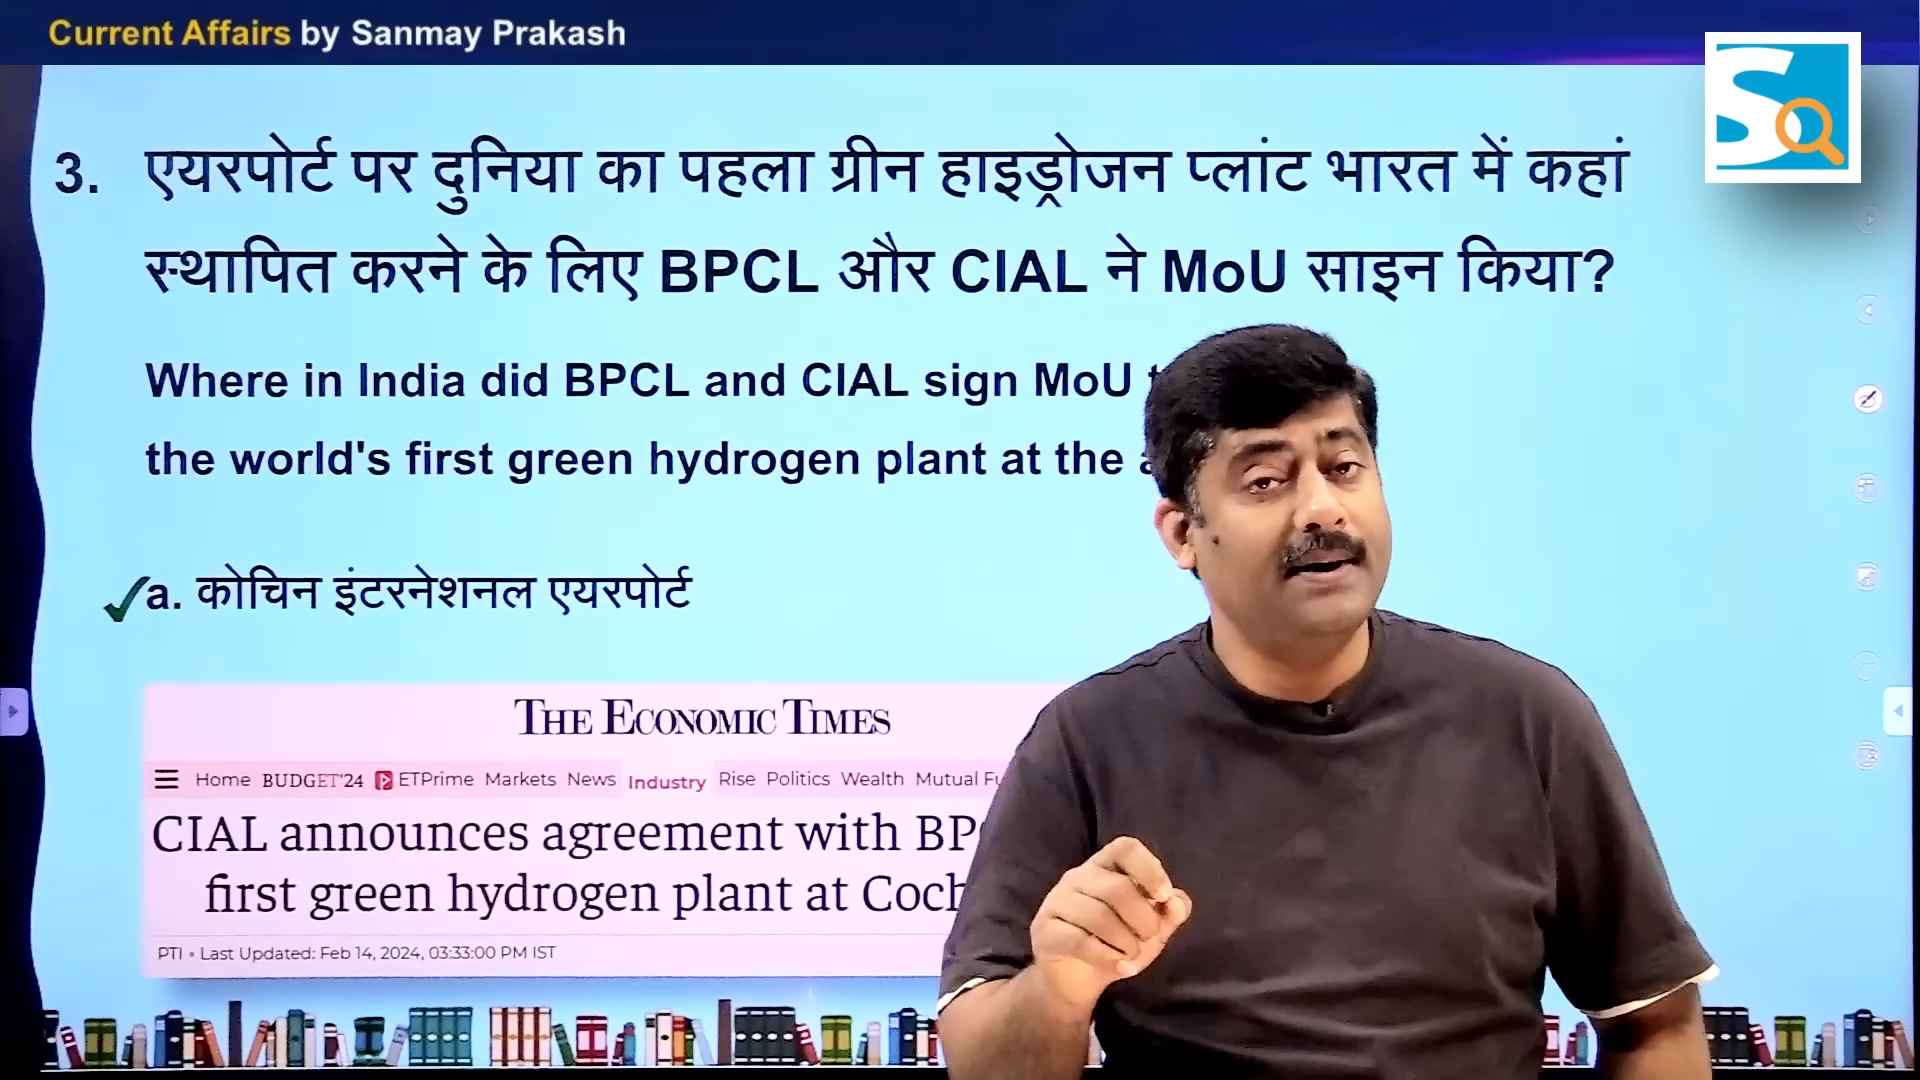 Current Affairs by Sanmay Prakash
3. एयरपोर्ट पर दुनिया का पहला ग्रीन हाइड्रोजन प्लांट भारत में कहां
स्थापित करने के लिए BPCL और CIAL ने MoU साइन किया?
Where in India did BPCL and CIAL sign MoU
the world's first green hydrogen plant at the
a. कोचिन इंटरनेशनल एयरपोर्ट
THE ECONOMIC TIMES
Home BUDGET'24 ETPrime Markets News Industry Rise Politics Wealth Mutual
CIAL announces agreement with
first green hydrogen plant at
PTI • Last Updated: Feb 14, 2024, 03:33:00 PM IST